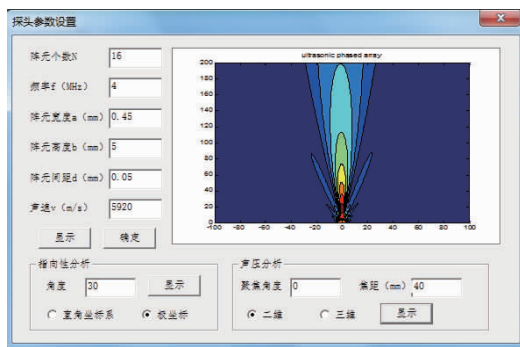 探头参数设置
阵元个数N 16
频率f (MHz) 4
阵元宽度a (mm) 0.45
阵元高度b (mm) 5
阵元间距d (mm) 0.05
声速v (m/s) 5920
显示 确定
ultrasonic phased array
200
180
160
140
120
100
80
60
40
20
0
-100 -80 -60 -40 -20 0 20 40 60 80 100
指向性分析
角度 30 显示
直角坐标系 极坐标
声压分析
聚焦角度 0 焦距 (mm) 40
二维 三维 显示